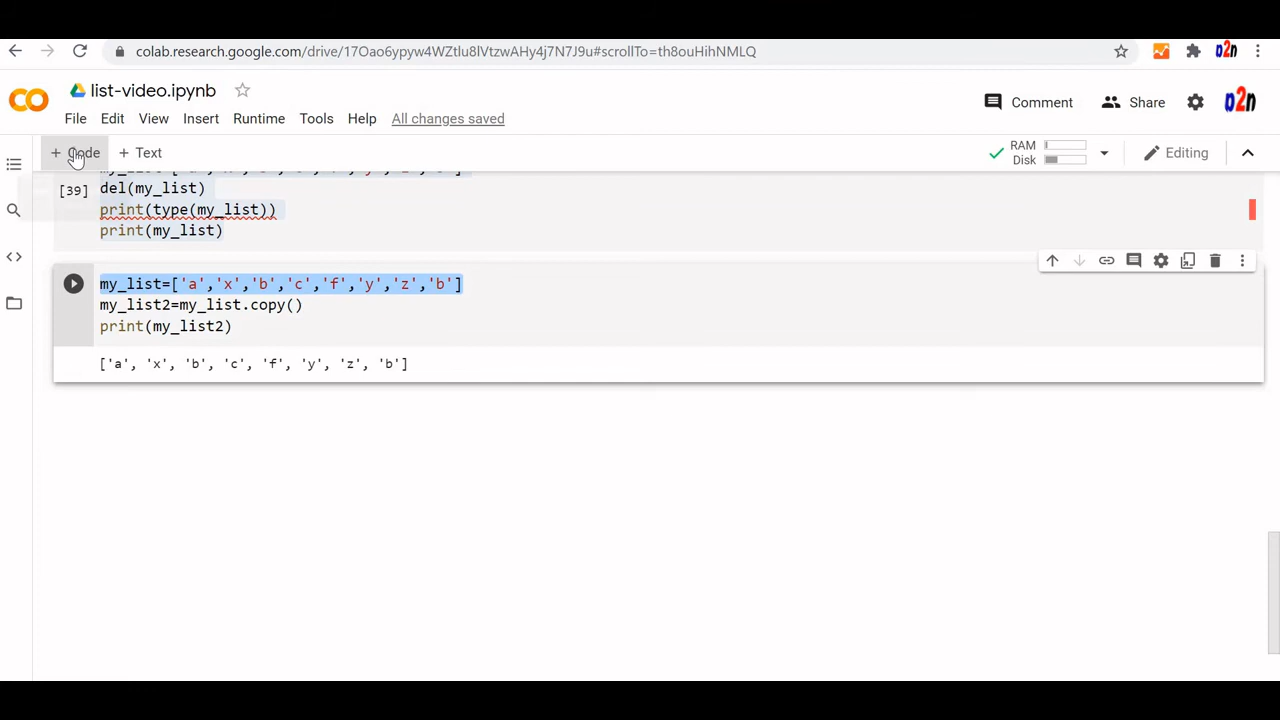 colab.research.google.com/drive/17Oao6ypyw4WZtlu8lVtzwAHy4j7N7J9u#scrollTo=th8ouHihNMLQ
list-video.ipynb
File Edit View Insert Runtime Tools Help All changes saved
Comment Share
+ Code + Text
RAM
Disk
Editing
[39] del(my_list)
print(type(my_list))
print(my_list)
my_list=['a','x','b','c','f','y','z','b']
my_list2=my_list.copy()
print(my_list2)
['a', 'x', 'b', 'c', 'f', 'y', 'z', 'b']